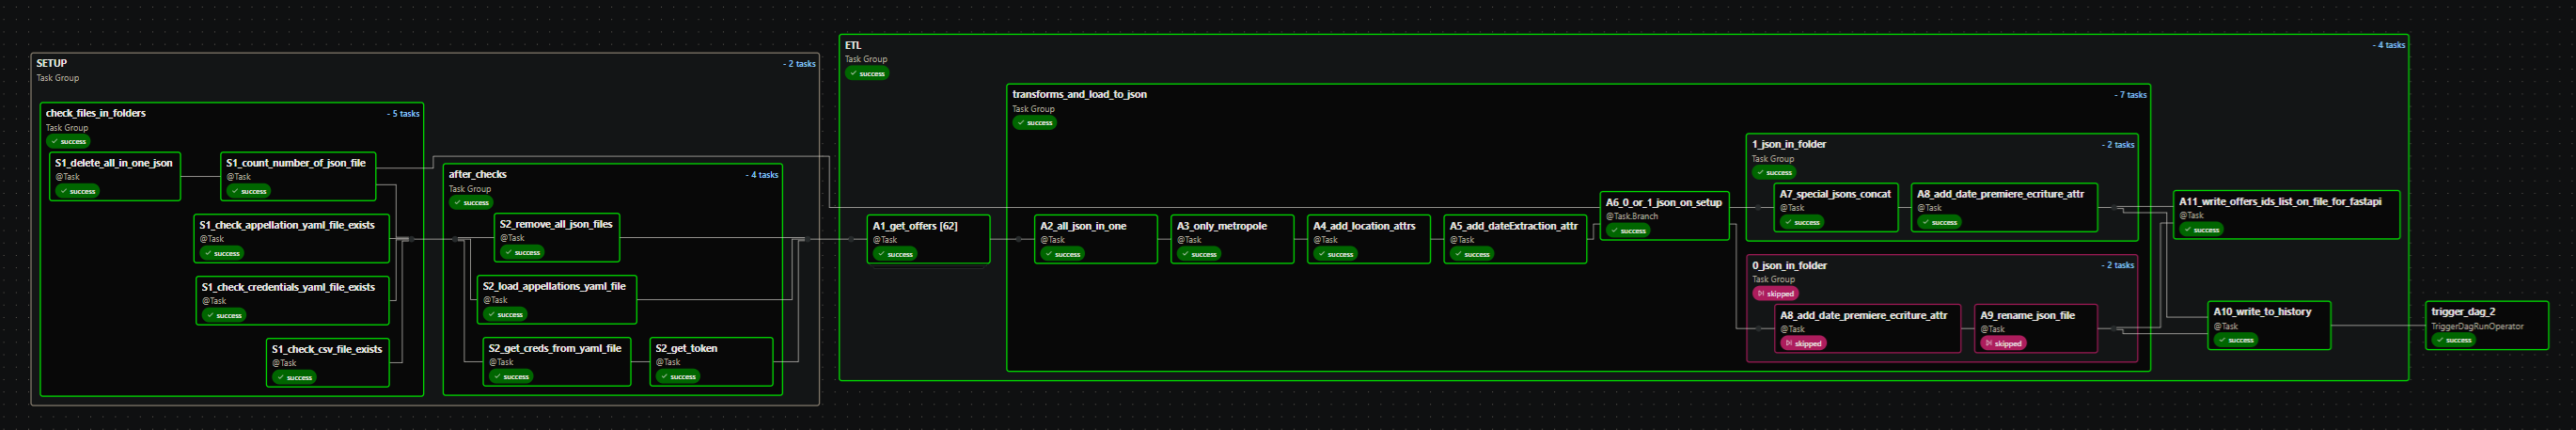 SETUP
- 2 tasks
Task Group
check_files_in_folders
- 5 tasks
Task Group
success
S1_delete_all_in_one_json
@Task
success
S1_count_number_of_json_file
@Task
success
S1_check_appellation_yaml_file_exists
@Task
success
S1_check_credentials_yaml_file_exists
@Task
success
S1_check_csv_file_exists
@Task
success
after_checks
- 4 tasks
Task Group
success
S2_remove_all_json_files
@Task
success
S2_load_appellations_yaml_file
@Task
success
S2_get_creds_from_yaml_file
@Task
success
S2_get_token
@Task
success
ETL
- 4 tasks
Task Group
success
A1_get_offers [62]
@Task
success
transforms_and_load_to_json
- 7 tasks
Task Group
success
A2_all_json_in_one
@Task
success
A3_only_metropole
@Task
success
A4_add_location_attrs
@Task
success
A5_add_dateExtraction_attr
@Task
success
A6_0_or_1_json_on_setup
@Task.Branch
success
1_json_in_folder
- 2 tasks
Task Group
success
A7_special_jsons_concat
@Task
success
A8_add_date_premiere_ecriture_attr
@Task
success
0_json_in_folder
- 2 tasks
Task Group
skipped
A8_add_date_premiere_ecriture_attr
@Task
skipped
A9_rename_json_file
@Task
skipped
A11_write_offers_ids_list_on_file_for_fastapi
@Task
success
A10_write_to_history
@Task
success
trigger_dag_2
TriggerDagRunOperator
success